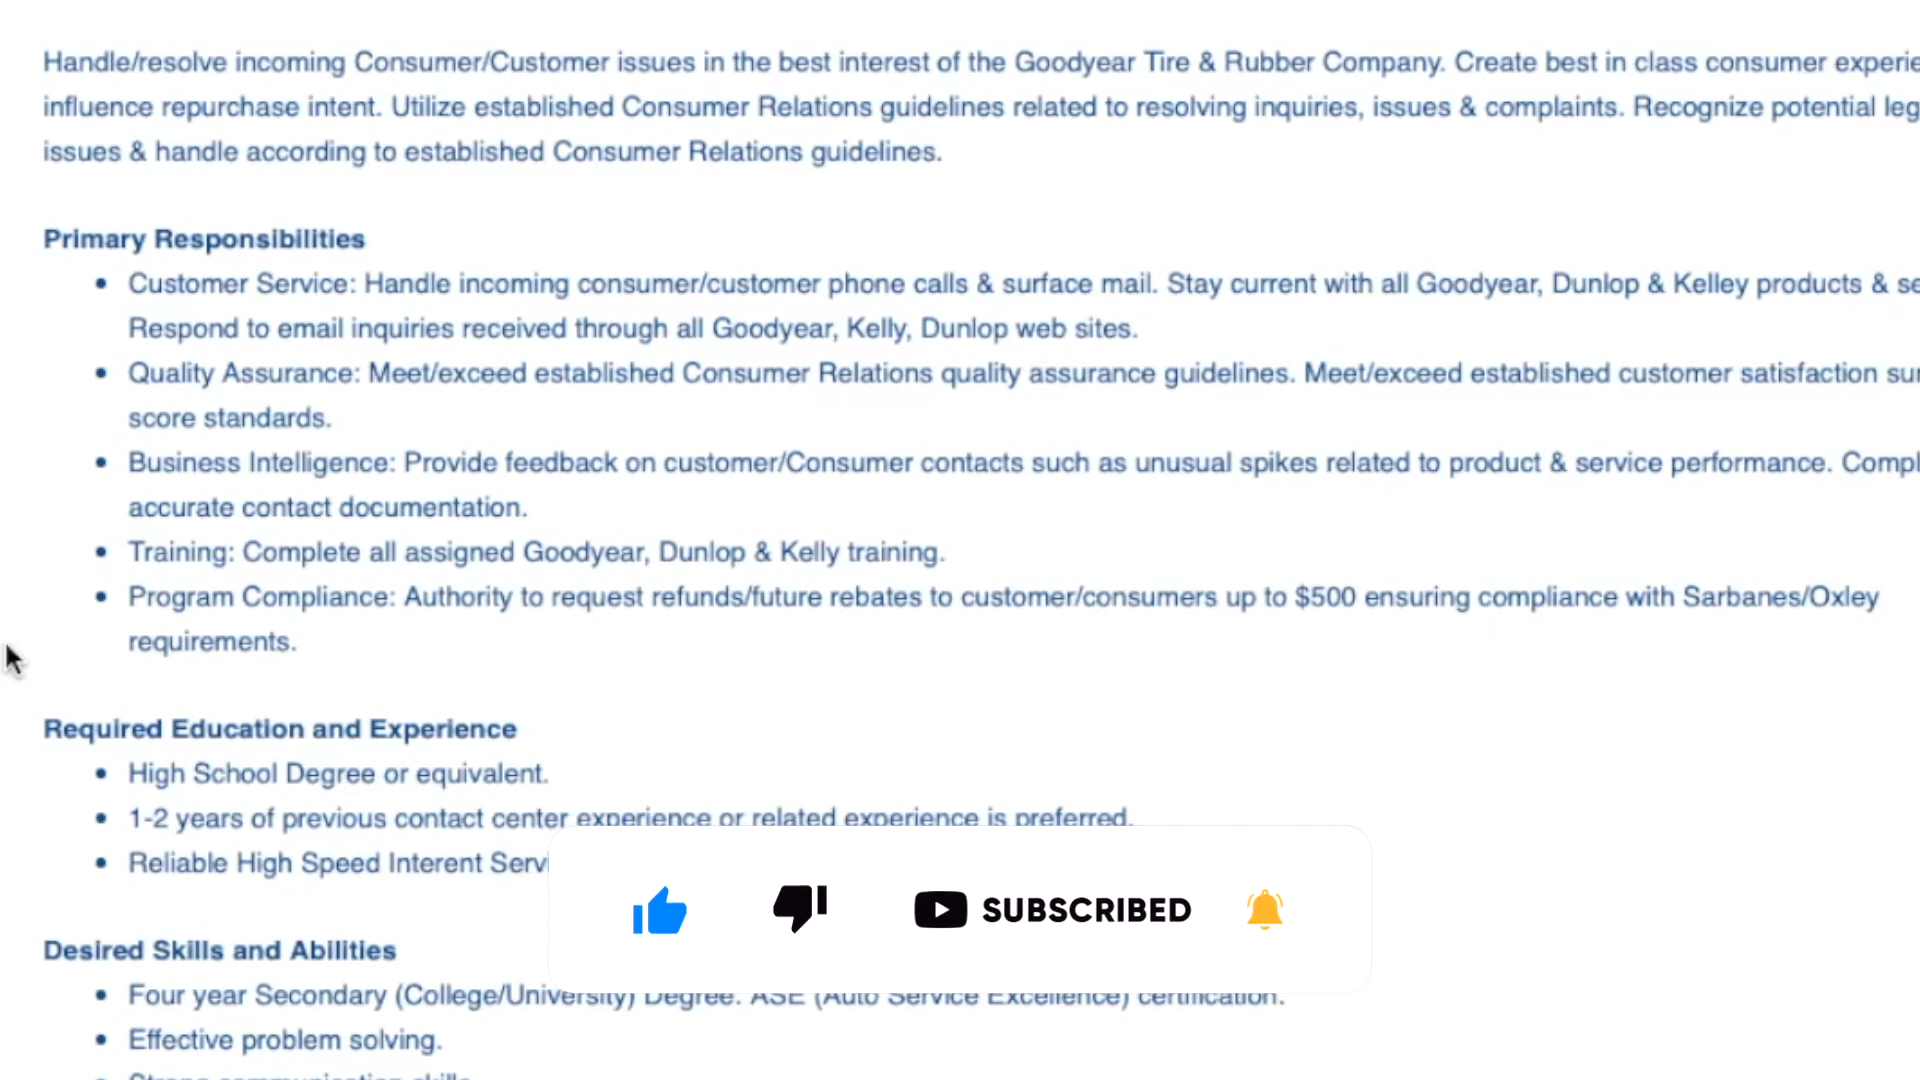 Handle/resolve incoming Consumer/Customer issues in the best interest of the Goodyear Tire & Rubber Company. Create best in class consumer
influence repurchase intent. Utilize established Consumer Relations guidelines related to resolving inquiries, issues & complaints. Recognize potential
issues & handle according to established Consumer Relations guidelines.
Primary Responsibilities
• Customer Service: Handle incoming consumer/customer phone calls & surface mail. Stay current with all Goodyear, Dunlop & Kelley products &
Respond to email inquiries received through all Goodyear, Kelly, Dunlop web sites.
• Quality Assurance: Meet/exceed established Consumer Relations quality assurance guidelines. Meet/exceed established customer satisfaction
score standards.
• Business Intelligence: Provide feedback on customer/Consumer contacts such as unusual spikes related to product & service performance.
accurate contact documentation.
• Training: Complete all assigned Goodyear, Dunlop & Kelly training.
• Program Compliance: Authority to request refunds/future rebates to customer/consumers up to $500 ensuring compliance with Sarbanes/Oxley
requirements.
Required Education and Experience
• High School Degree or equivalent.
• 1-2 years of previous contact center experience or related experience is preferred.
• Reliable High Speed Interent
SUBSCRIBED
Desired Skills and Abilities
• Four year Secondary (College/University) Degree. ASE (Auto Service Excellence) certification.
• Effective problem solving.